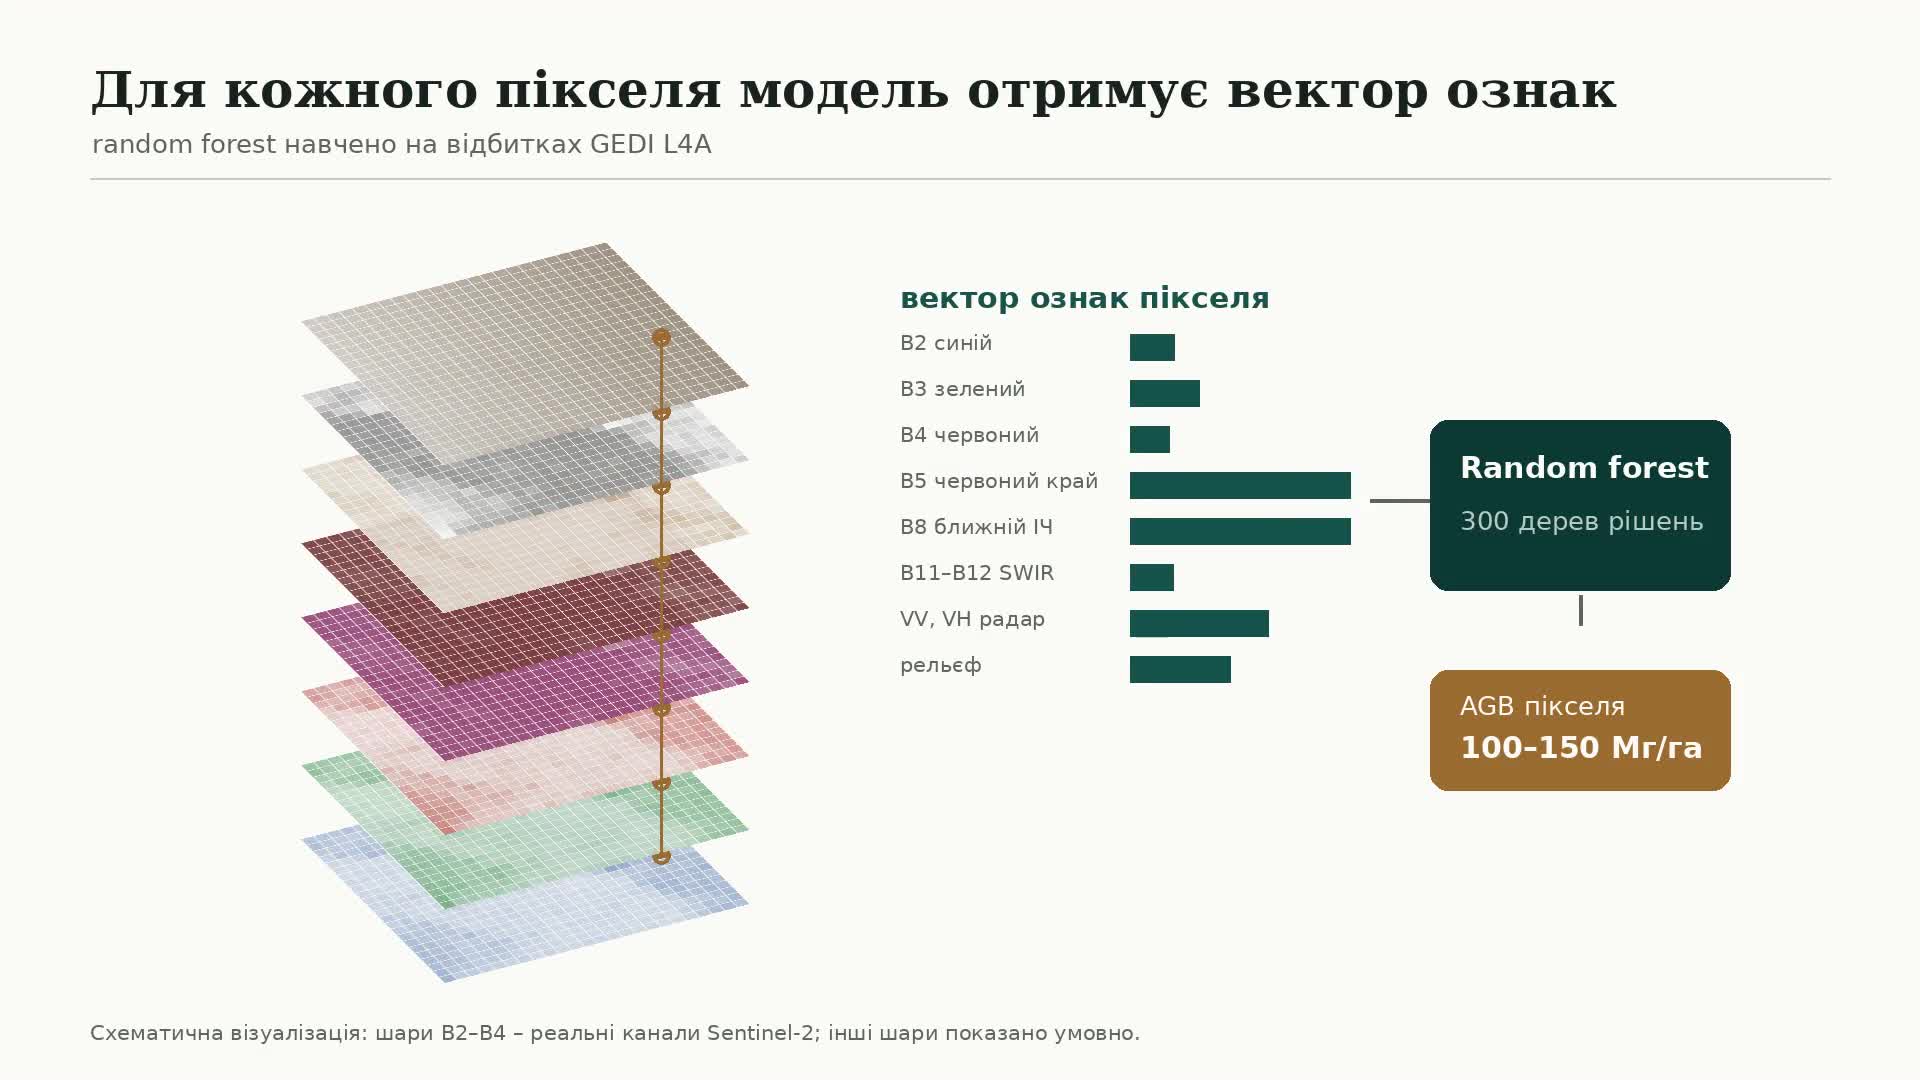 Для кожного пікселя модель отримує вектор ознак
random forest навчено на відбитках GEDI L4A
вектор ознак пікселя
B2 синій
B3 зелений
B4 червоний
B5 червоний край
B8 ближній ІЧ
B11–B12 SWIR
VV, VH радар
рельєф
Random forest
300 дерев рішень
AGB пікселя
100–150 Мг/га
Схематична візуалізація: шари B2–B4 – реальні канали Sentinel-2; інші шари показано умовно.